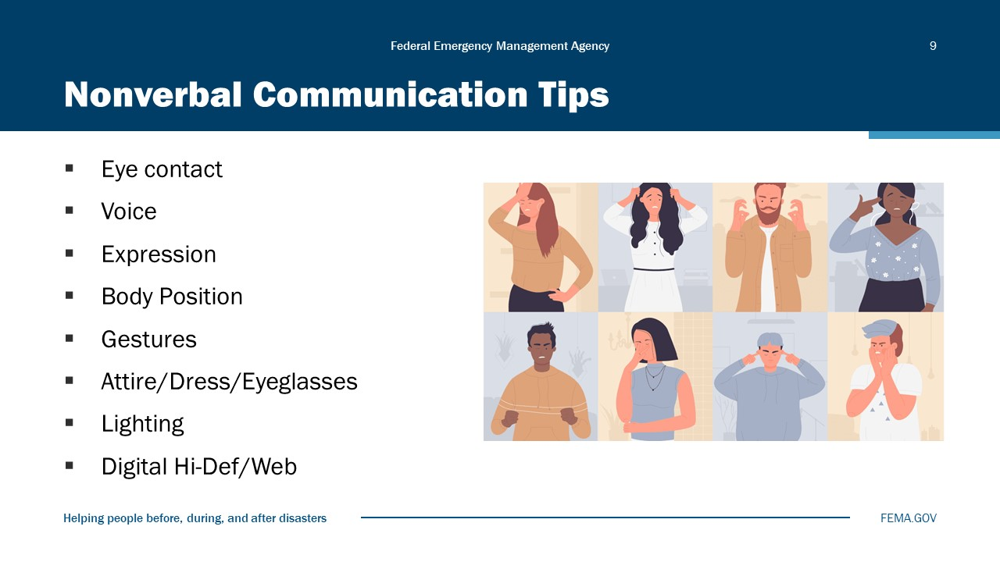 Federal Emergency Management Agency
9
Nonverbal Communication Tips
▪ Eye contact
▪ Voice
▪ Expression
▪ Body Position
▪ Gestures
▪ Attire/Dress/Eyeglasses
▪ Lighting
▪ Digital Hi-Def/Web
Helping people before, during, and after disasters
FEMA.GOV